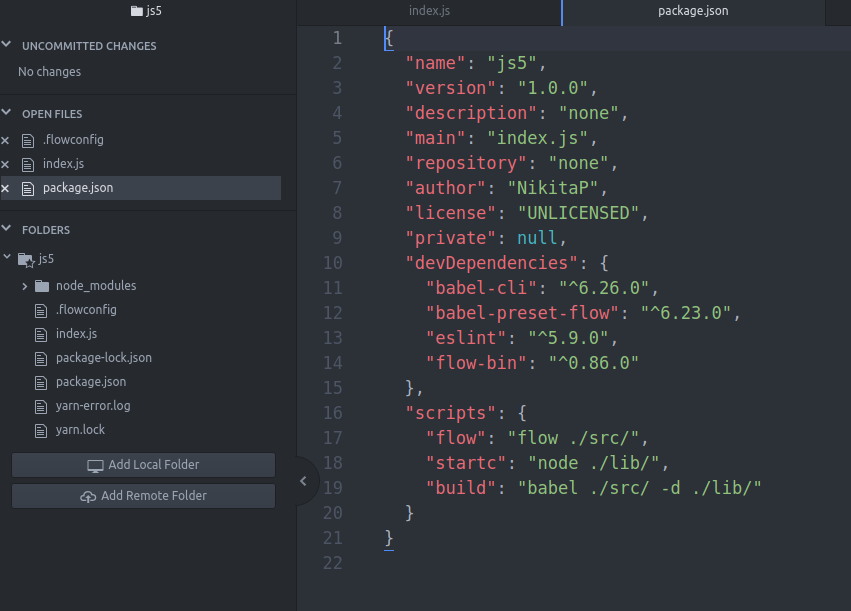 js5
UNCOMMITTED CHANGES
No changes
OPEN FILES
.flowconfig
index.js
package.json
FOLDERS
js5
node_modules
.flowconfig
index.js
package-lock.json
package.json
yarn-error.log
yarn.lock
Add Local Folder
Add Remote Folder
index.js
package.json
1 {
2 "name": "js5",
3 "version": "1.0.0",
4 "description": "none",
5 "main": "index.js",
6 "repository": "none",
7 "author": "NikitaP",
8 "license": "UNLICENSED",
9 "private": null,
10 "devDependencies": {
11 "babel-cli": "^6.26.0",
12 "babel-preset-flow": "^6.23.0",
13 "eslint": "^5.9.0",
14 "flow-bin": "^0.86.0"
15 },
16 "scripts": {
17 "flow": "flow ./src/",
18 "startc": "node ./lib/",
19 "build": "babel ./src/ -d ./lib/"
20 }
21 }
22